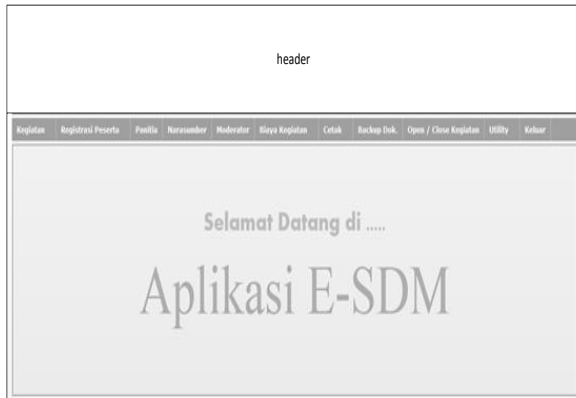 header
Kegiatan Registrasi Peserta Panitia Narasumber Moderator Biaya Kegiatan Cetak Backup Dok. Open / Close Kegiatan Utility Keluar
Selamat Datang di .....
Aplikasi E-SDM